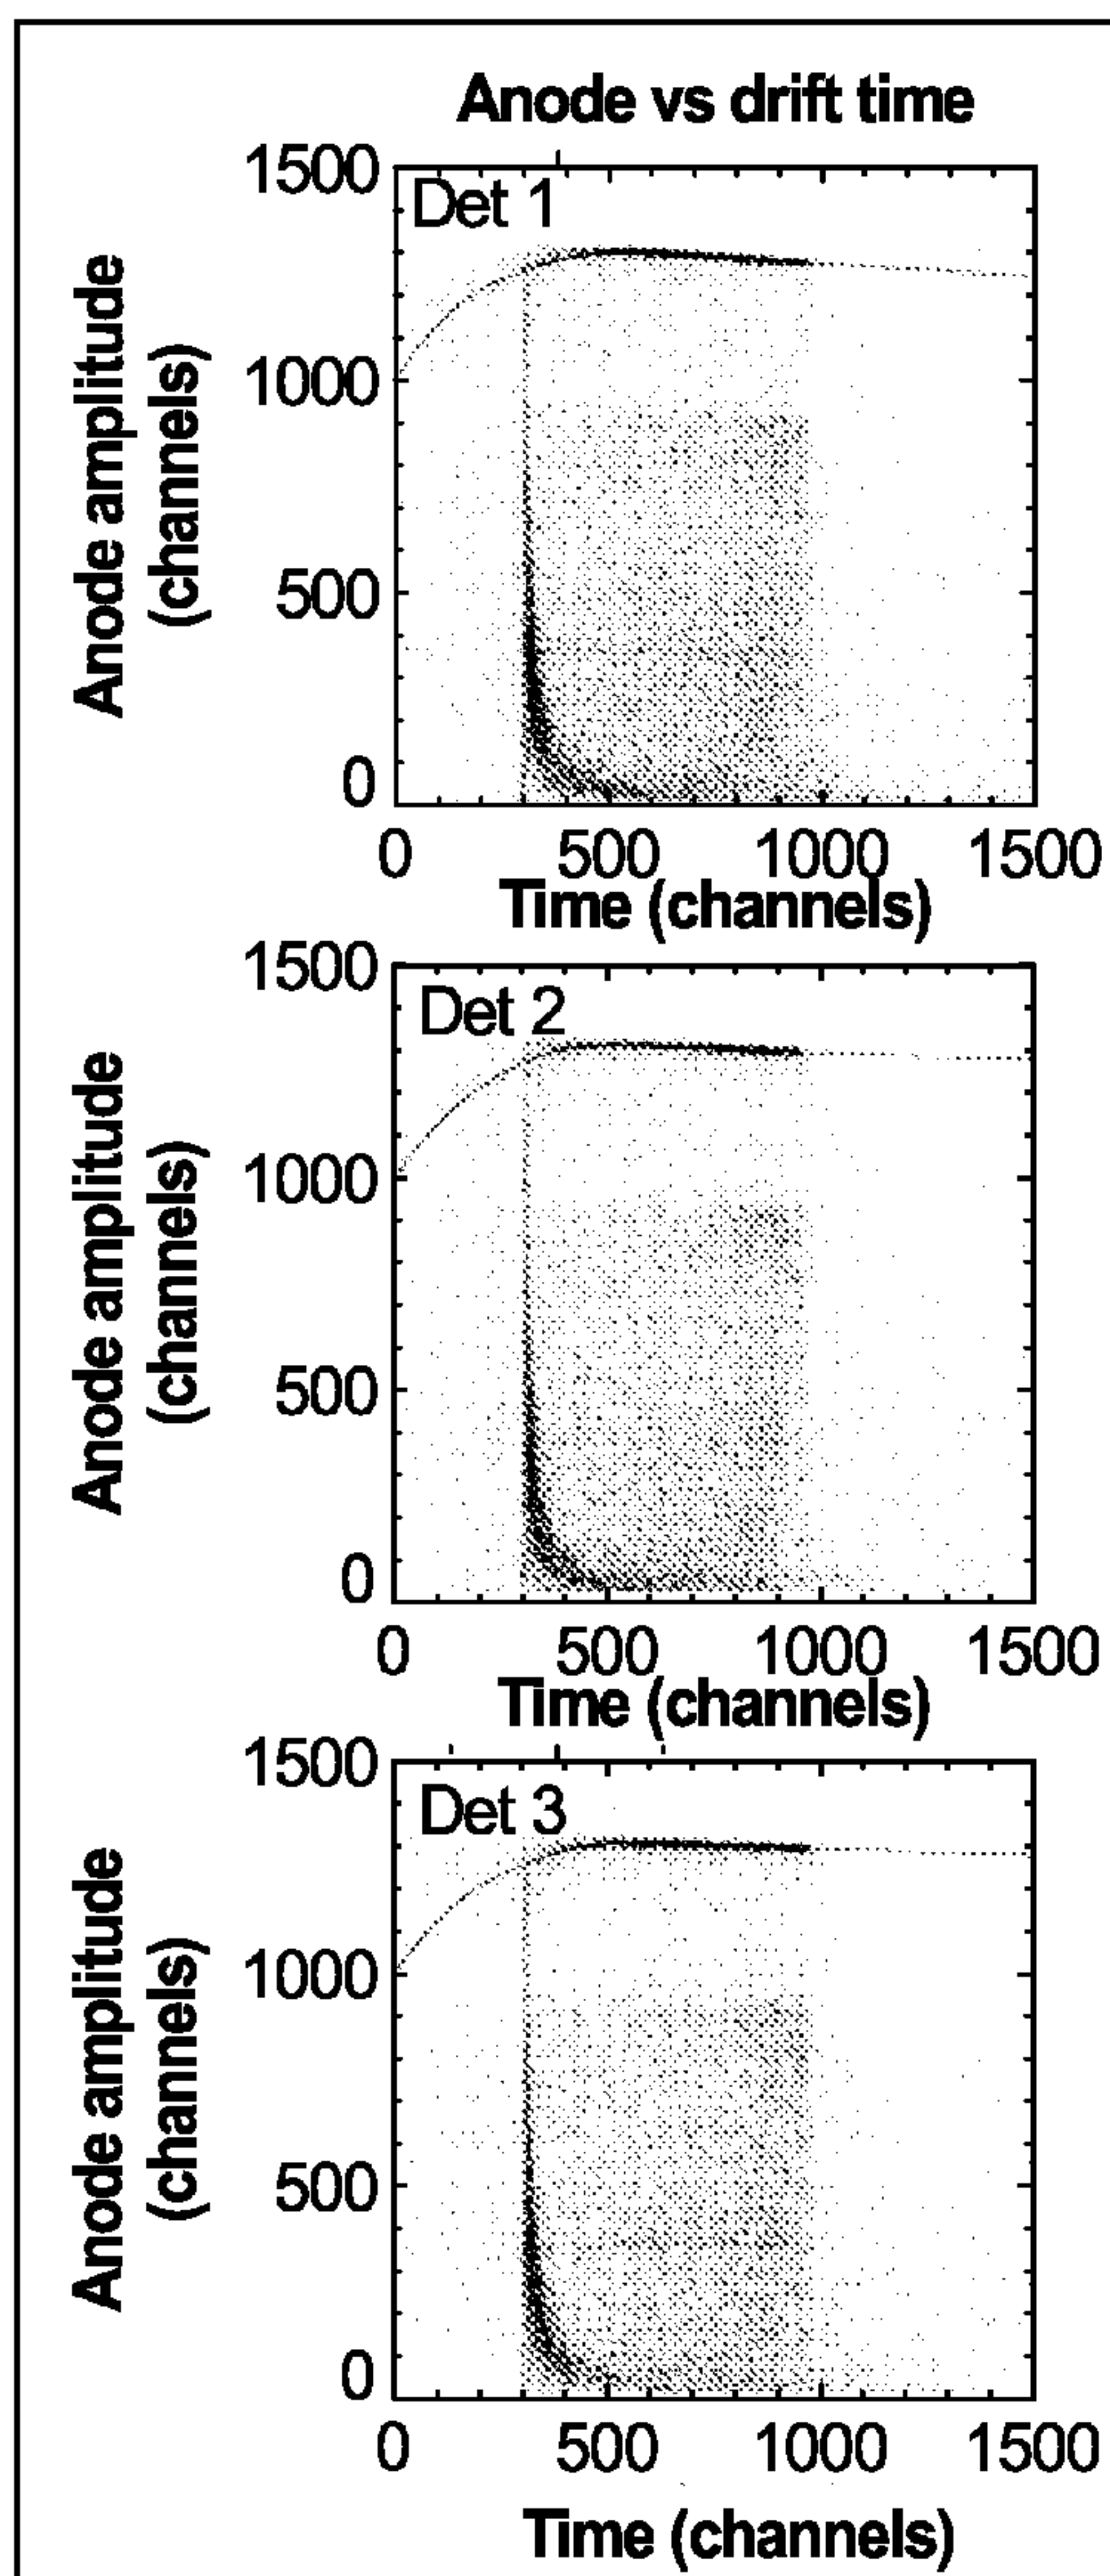 Anode vs drift time
Det 1
Anode amplitude
(channels)
1500
1000
500
0
0 500 1000 1500
Time (channels)
Det 2
Anode amplitude
(channels)
1500
1000
500
0
0 500 1000 1500
Time (channels)
Det 3
Anode amplitude
(channels)
1500
1000
500
0
0 500 1000 1500
Time (channels)